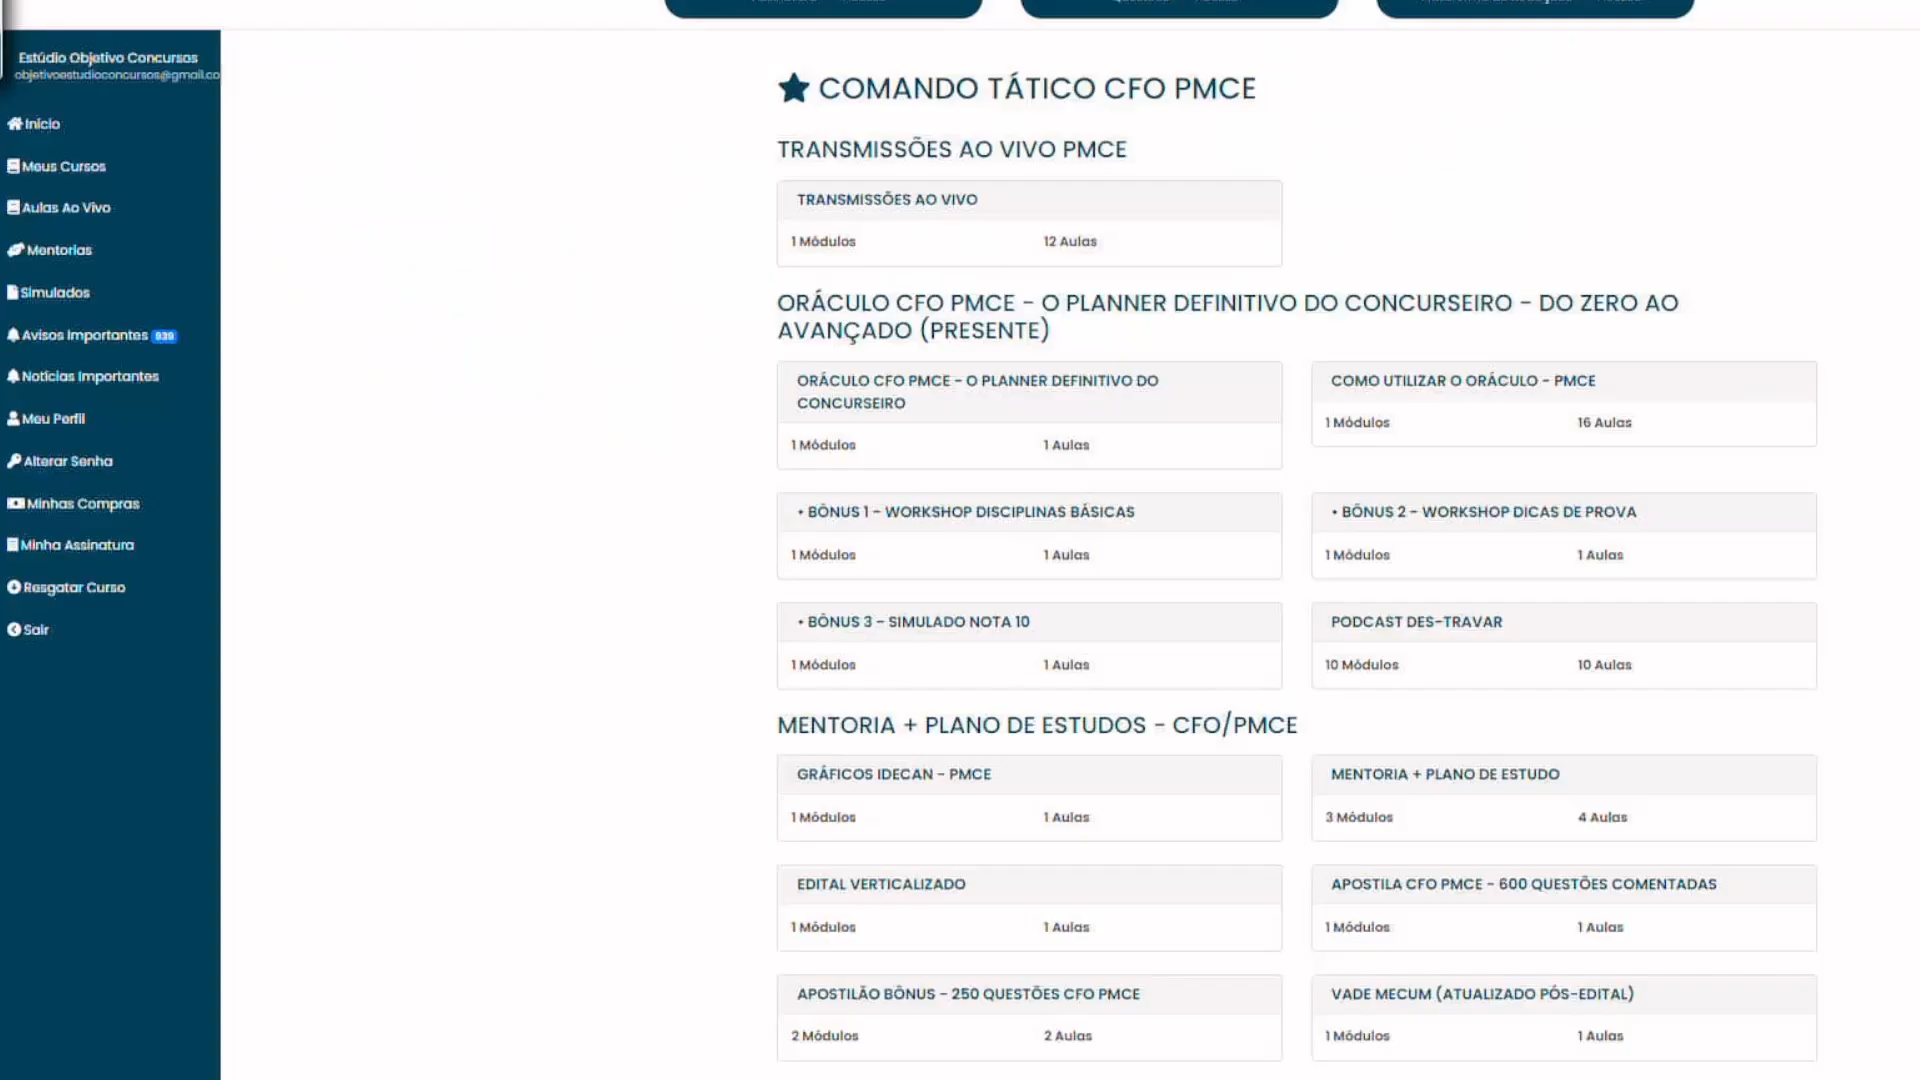 Estúdio Objetivo Concursos
objetivoestudioconcursos@gmail.co
Início
Meus Cursos
Aulas Ao Vivo
Mentorias
Simulados
Avisos Importantes 939
Notícias Importantes
Meu Perfil
Alterar Senha
Minhas Compras
Minha Assinatura
Resgatar Curso
Sair
COMANDO TÁTICO CFO PMCE
TRANSMISSÕES AO VIVO PMCE
TRANSMISSÕES AO VIVO
1 Módulos 12 Aulas
ORÁCULO CFO PMCE - O PLANNER DEFINITIVO DO CONCURSEIRO - DO ZERO AO
AVANÇADO (PRESENTE)
ORÁCULO CFO PMCE - O PLANNER DEFINITIVO DO
CONCURSEIRO
1 Módulos 1 Aulas
COMO UTILIZAR O ORÁCULO - PMCE
1 Módulos 16 Aulas
• BÔNUS 1 - WORKSHOP DISCIPLINAS BÁSICAS
1 Módulos 1 Aulas
• BÔNUS 2 - WORKSHOP DICAS DE PROVA
1 Módulos 1 Aulas
• BÔNUS 3 - SIMULADO NOTA 10
1 Módulos 1 Aulas
PODCAST DES-TRAVAR
10 Módulos 10 Aulas
MENTORIA + PLANO DE ESTUDOS - CFO/PMCE
GRÁFICOS IDECAN - PMCE
1 Módulos 1 Aulas
MENTORIA + PLANO DE ESTUDO
3 Módulos 4 Aulas
EDITAL VERTICALIZADO
1 Módulos 1 Aulas
APOSTILA CFO PMCE - 600 QUESTÕES COMENTADAS
1 Módulos 1 Aulas
APOSTILÃO BÔNUS - 250 QUESTÕES CFO PMCE
2 Módulos 2 Aulas
VADE MECUM (ATUALIZADO PÓS-EDITAL)
1 Módulos 1 Aulas